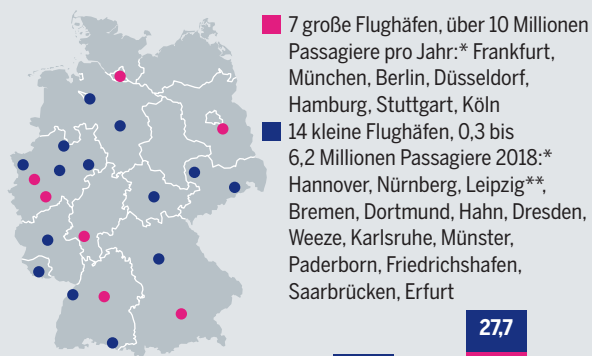 7 große Flughäfen, über 10 Millionen
Passagiere pro Jahr:* Frankfurt,
München, Berlin, Düsseldorf,
Hamburg, Stuttgart, Köln
14 kleine Flughäfen, 0,3 bis
6,2 Millionen Passagiere 2018:*
Hannover, Nürnberg, Leipzig**,
Bremen, Dortmund, Hahn, Dresden,
Weeze, Karlsruhe, Münster,
Paderborn, Friedrichshafen,
Saarbrücken, Erfurt
27,7